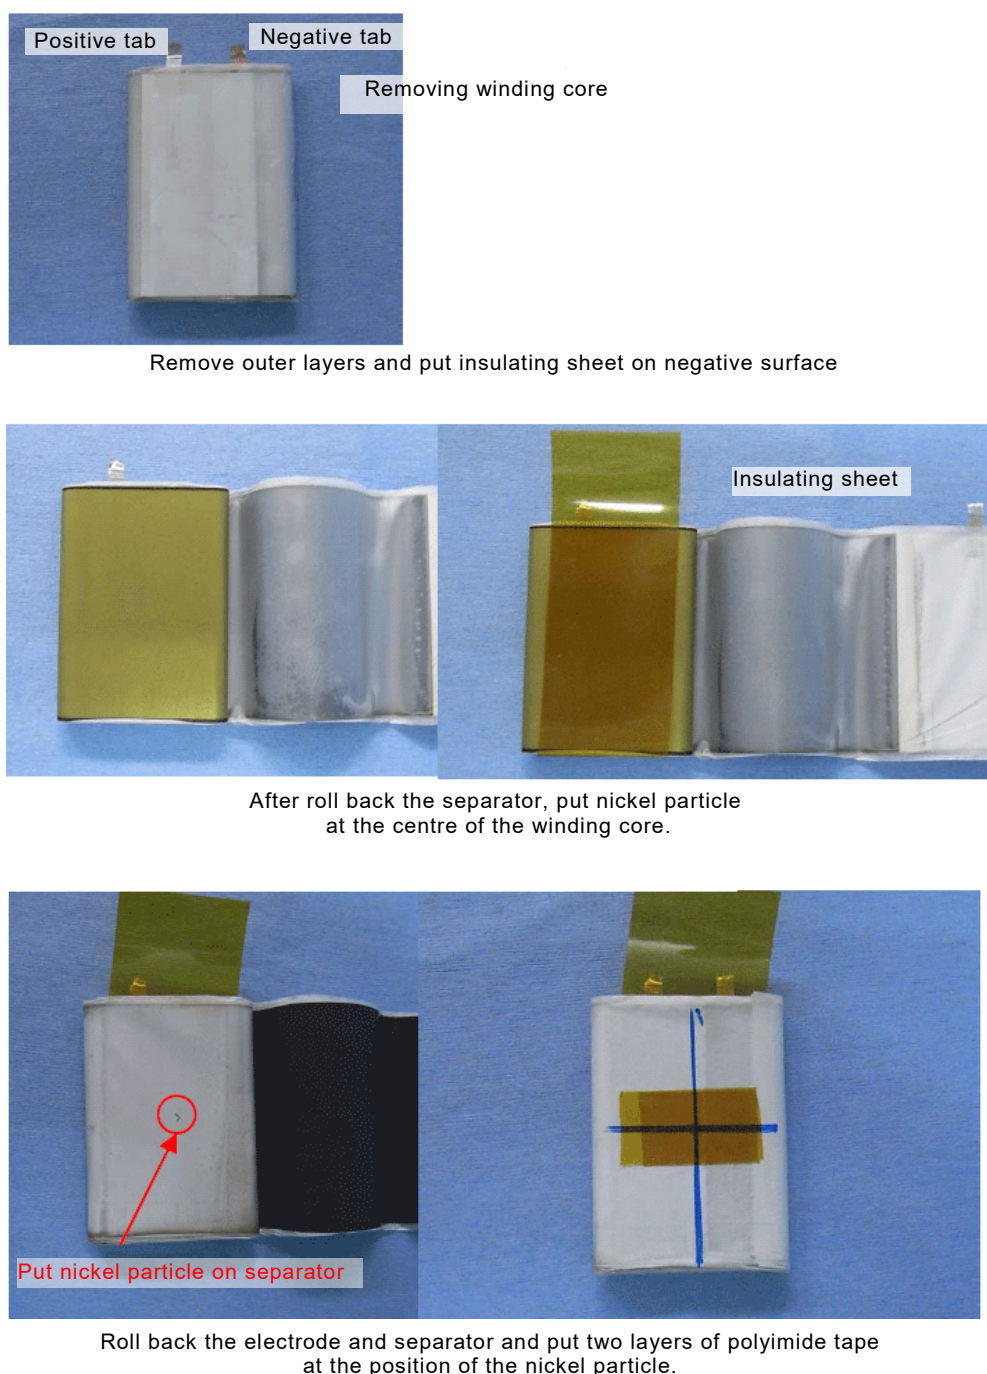 Positive tab
Negative tab
Removing winding core
Remove outer layers and put insulating sheet on negative surface
Insulating sheet
After roll back the separator, put nickel particle
at the centre of the winding core.
Put nickel particle on separator
Roll back the electrode and separator and put two layers of polyimide tape
at the position of the nickel particle.